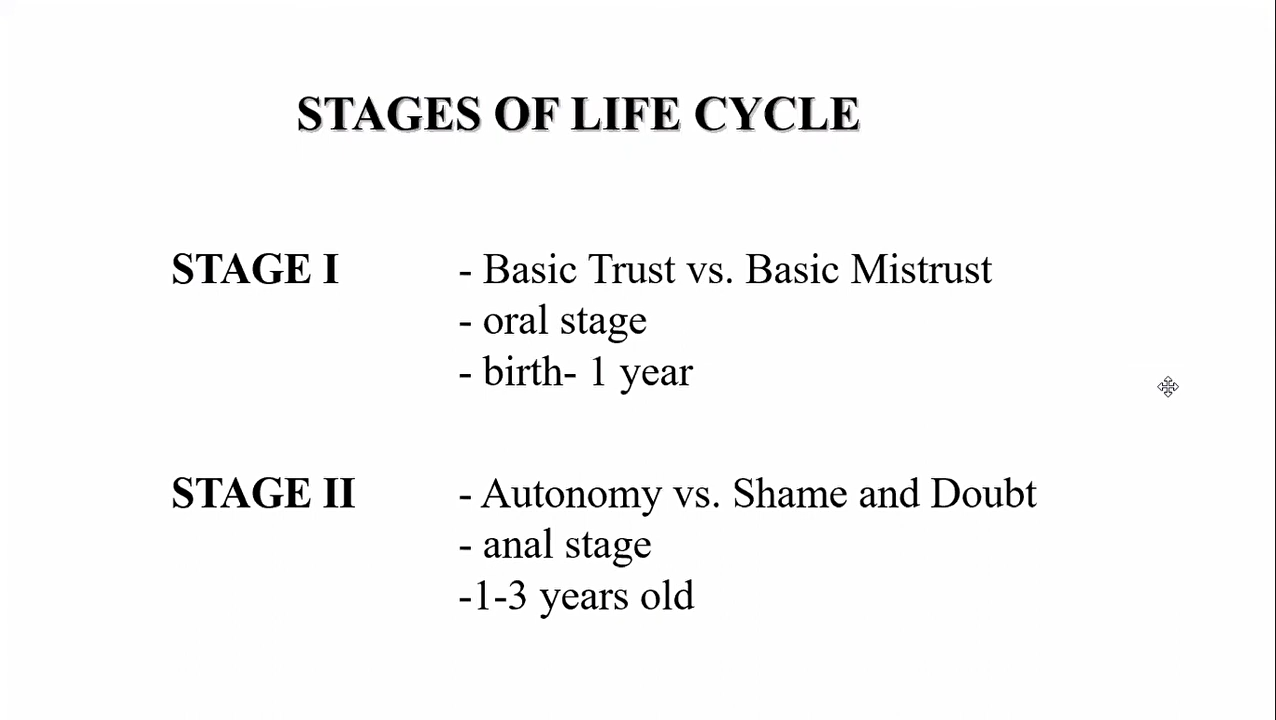 STAGES OF LIFE CYCLE
STAGE I - Basic Trust vs. Basic Mistrust
- oral stage
- birth- 1 year
STAGE II - Autonomy vs. Shame and Doubt
- anal stage
-1-3 years old